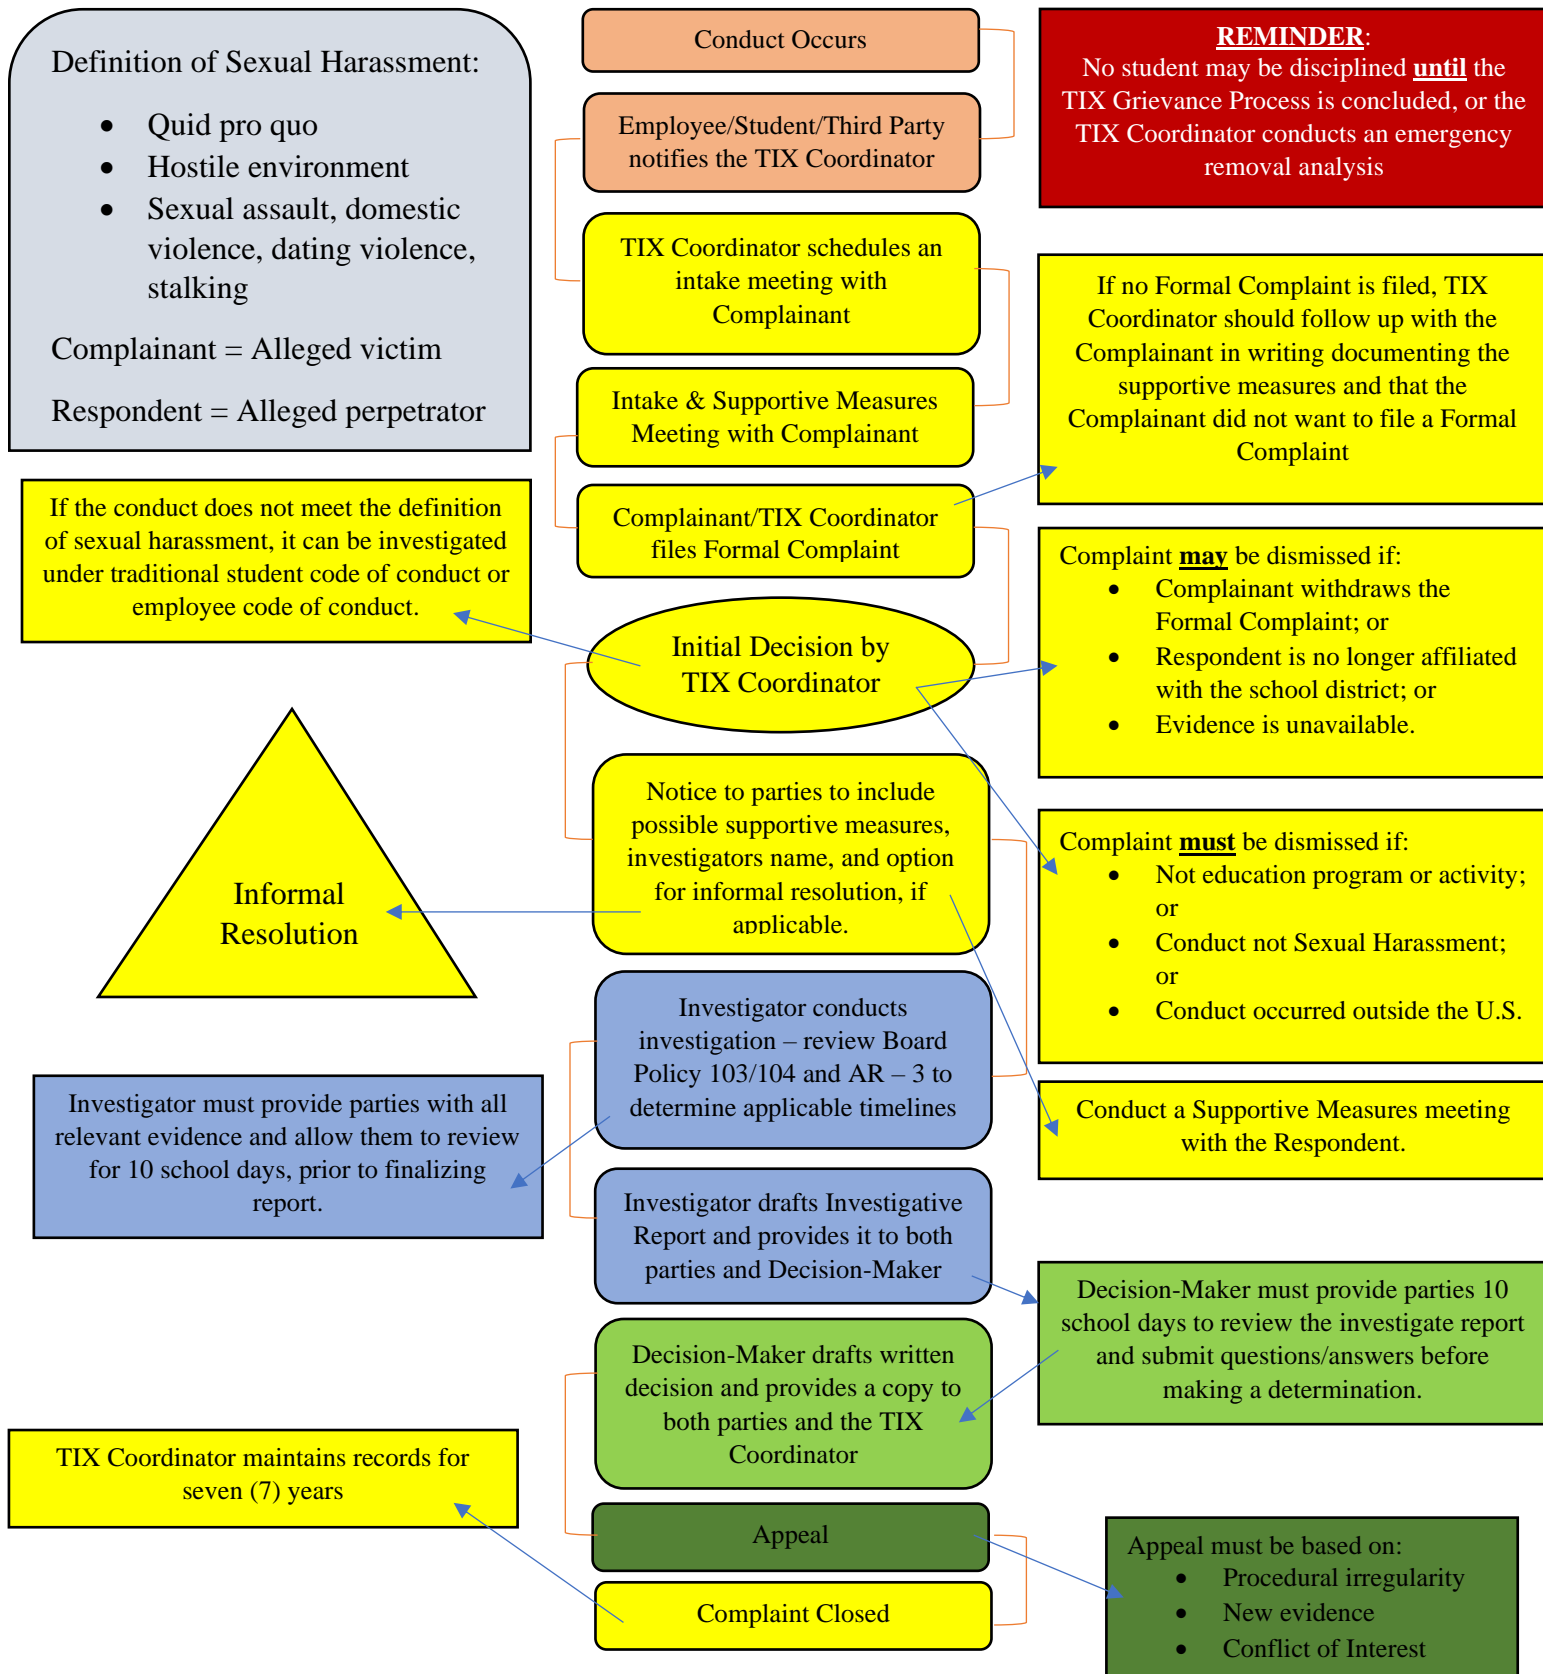 Definition of Sexual Harassment:
• Quid pro quo
• Hostile environment
• Sexual assault, domestic
violence, dating violence,
stalking
Complainant = Alleged victim
Respondent = Alleged perpetrator
Conduct Occurs
Employee/Student/Third Party
notifies the TIX Coordinator
REMINDER:
No student may be disciplined until the
TIX Grievance Process is concluded, or the
TIX Coordinator conducts an emergency
removal analysis
TIX Coordinator schedules an
intake meeting with
Complainant
Intake & Supportive Measures
Meeting with Complainant
Complainant/TIX Coordinator
files Formal Complaint
If no Formal Complaint is filed, TIX
Coordinator should follow up with the
Complainant in writing documenting the
supportive measures and that the
Complainant did not want to file a Formal
Complaint
If the conduct does not meet the definition
of sexual harassment, it can be investigated
under traditional student code of conduct or
employee code of conduct.
Initial Decision by
TIX Coordinator
Complaint may be dismissed if:
• Complainant withdraws the
Formal Complaint; or
• Respondent is no longer affiliated
with the school district; or
• Evidence is unavailable.
Complaint must be dismissed if:
• Not education program or activity;
or
• Conduct not Sexual Harassment;
or
• Conduct occurred outside the U.S.
Notice to parties to include
possible supportive measures,
investigators name, and option
for informal resolution, if
applicable.
Informal
Resolution
Conduct a Supportive Measures meeting
with the Respondent.
Investigator conducts
investigation – review Board
Policy 103/104 and AR – 3 to
determine applicable timelines
Investigator must provide parties with all
relevant evidence and allow them to review
for 10 school days, prior to finalizing
report.
Investigator drafts Investigative
Report and provides it to both
parties and Decision-Maker
Decision-Maker must provide parties 10
school days to review the investigate report
and submit questions/answers before
making a determination.
Decision-Maker drafts written
decision and provides a copy to
both parties and the TIX
Coordinator
TIX Coordinator maintains records for
seven (7) years
Appeal
Appeal must be based on:
• Procedural irregularity
• New evidence
• Conflict of Interest
Complaint Closed